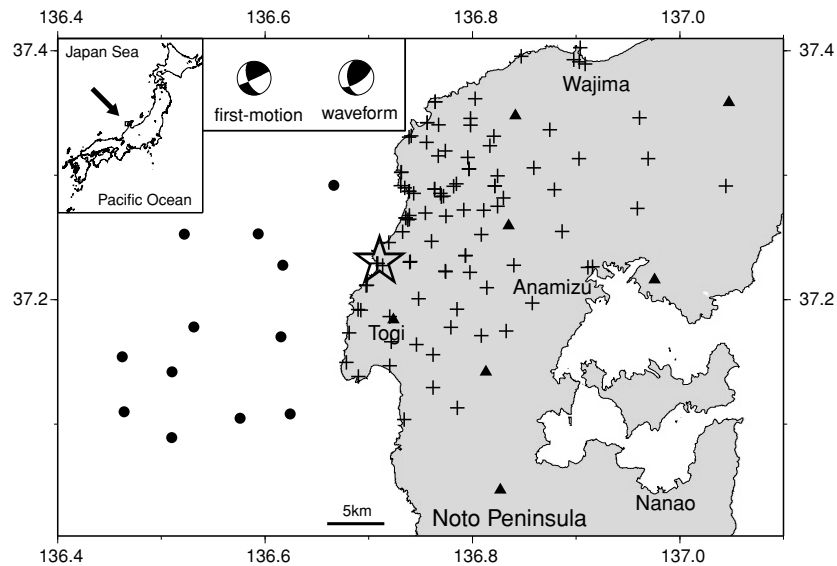 136.4 136.6 136.8 137.0
37.4 37.4
Japan Sea
Pacific Ocean
first-motion waveform
Wajima
37.2 37.2
Anamizu
Togi
5km
Noto Peninsula
Nanao
136.4 136.6 136.8 137.0